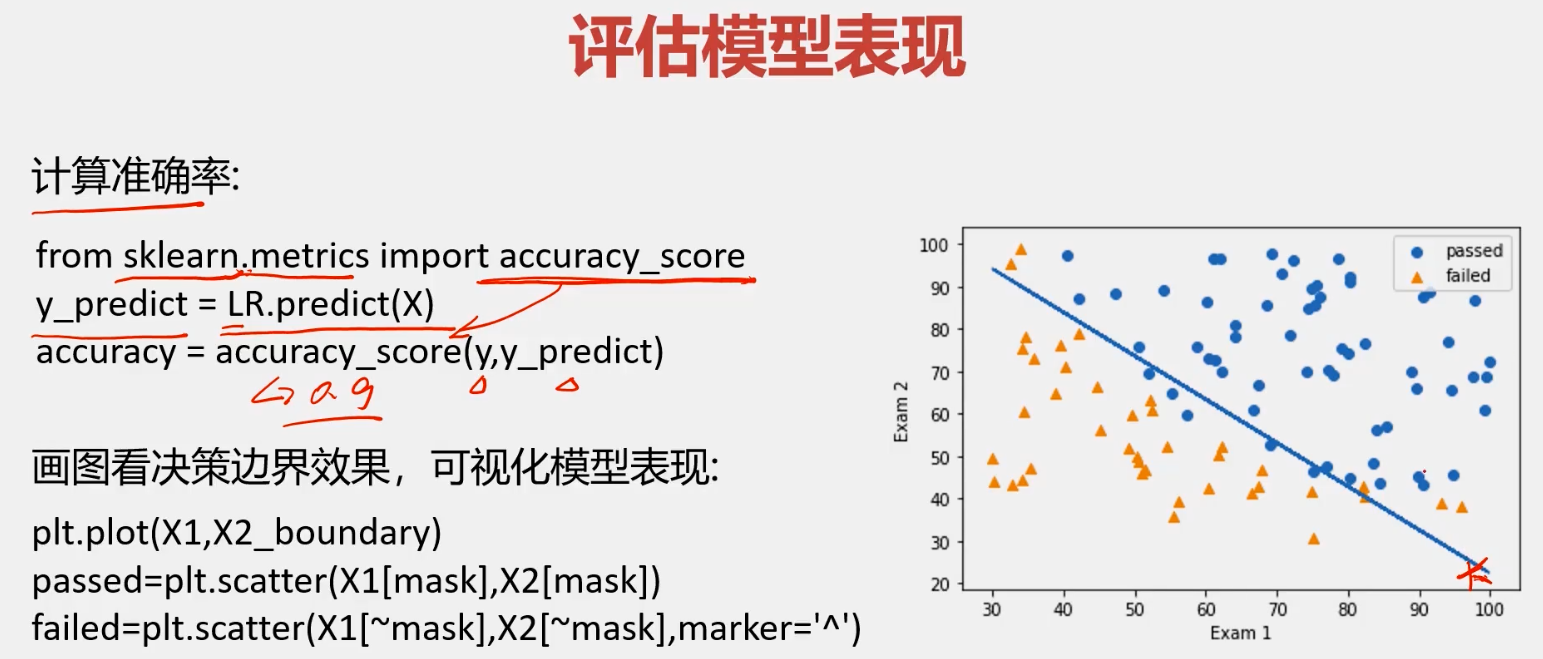 评估模型表现
计算准确率:
from sklearn.metrics import accuracy_score
y_predict = LR.predict(X)
accuracy = accuracy_score(y,y_predict)
0.9
画图看决策边界效果，可视化模型表现:
plt.plot(X1,X2_boundary)
passed=plt.scatter(X1[mask],X2[mask])
failed=plt.scatter(X1[~mask],X2[~mask],marker='^')
passed
failed
100
90
80
70
60
50
40
30
20
Exam 2
30 40 50 60 70 80 90 100
Exam 1